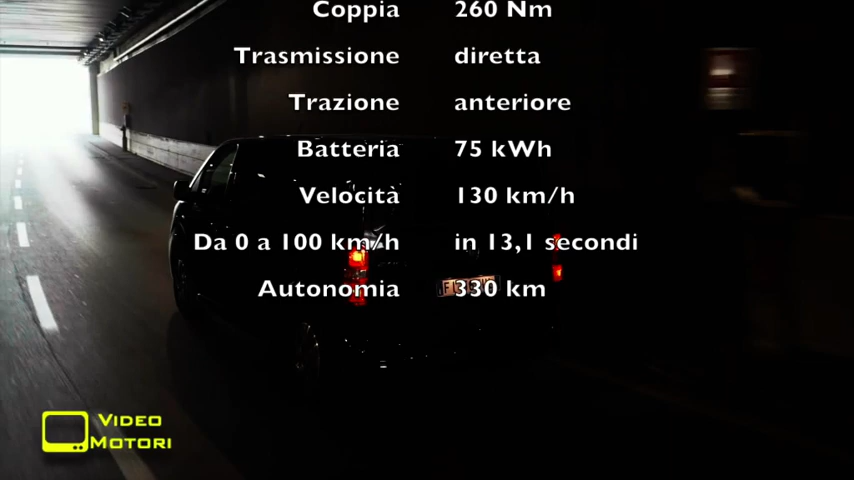 Coppia 260 Nm
Trasmissione diretta
Trazione anteriore
Batteria 75 kWh
Velocità 130 km/h
Da 0 a 100 km/h in 13,1 secondi
Autonomia 330 km
VIDEO
MOTORI